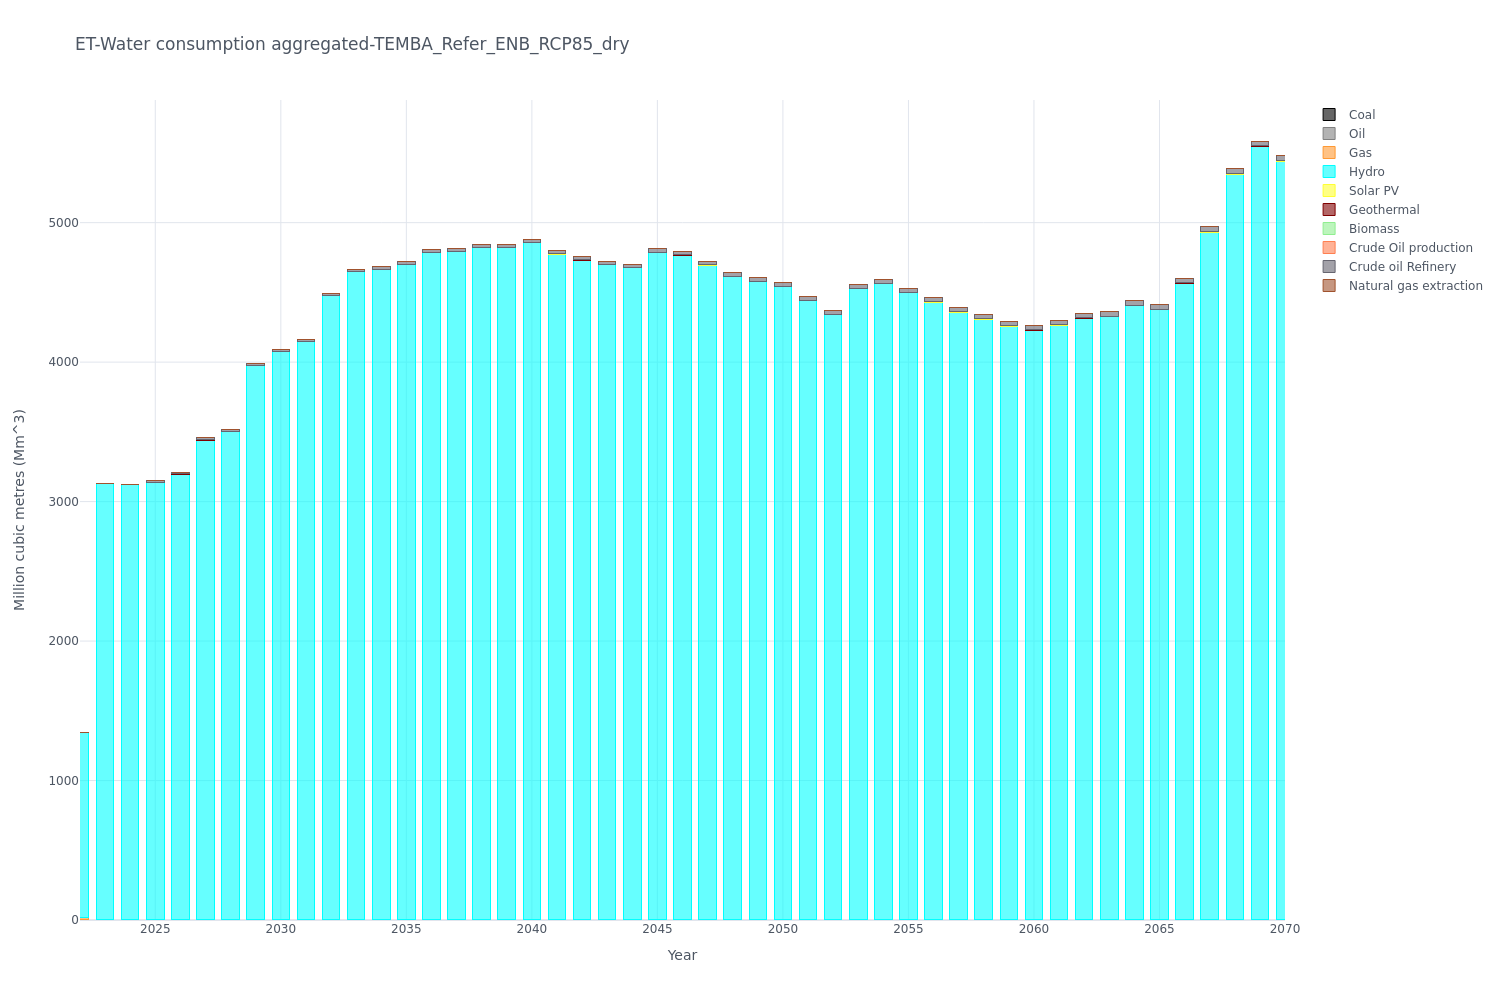 ET-Water consumption aggregated-TEMBA_Refer_ENB_RCP85_dry
Coal
Oil
Gas
Hydro
Solar PV
Geothermal
Biomass
Crude Oil production
Crude oil Refinery
Natural gas extraction
Million cubic metres (Mm^3)
5000
4000
3000
2000
1000
0
2025 2030 2035 2040 2045 2050 2055 2060 2065 2070
Year